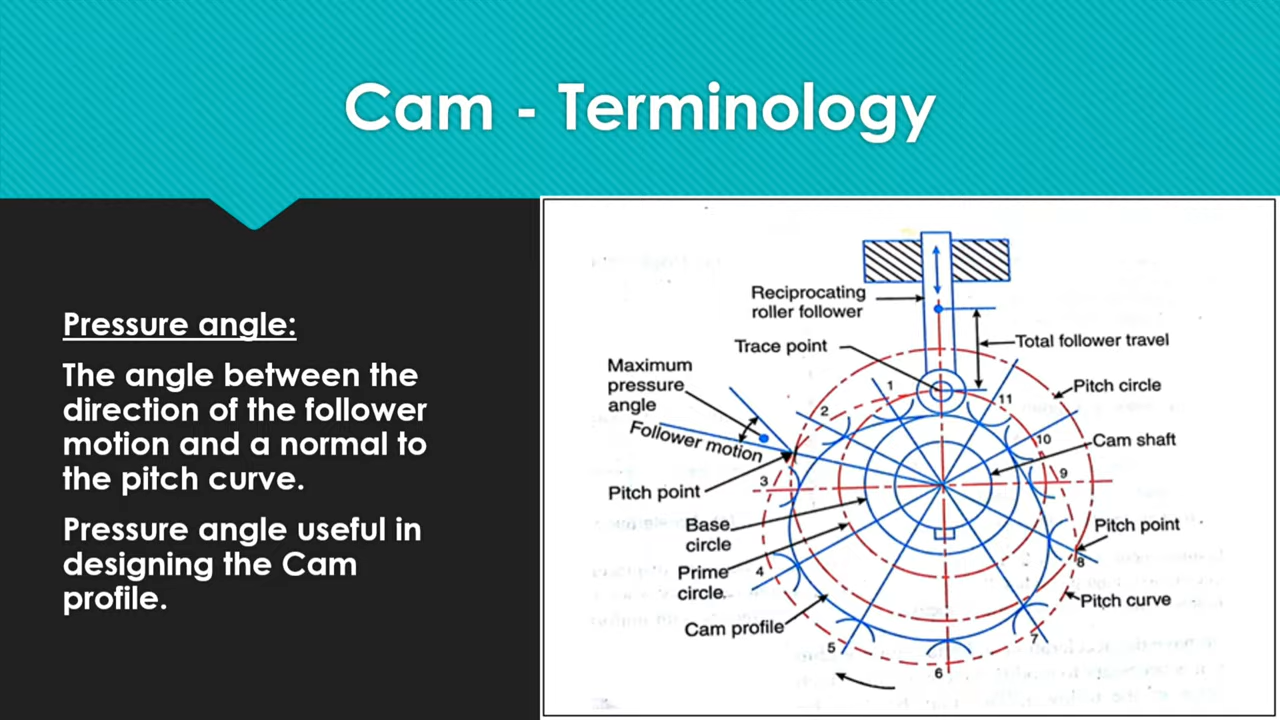 Cam - Terminology
Pressure angle:
The angle between the
direction of the follower
motion and a normal to
the pitch curve.
Pressure angle useful in
designing the Cam
profile.
Reciprocating
roller follower
Trace point
Total follower travel
Maximum
pressure
angle
Follower motion
Pitch circle
Cam shaft
Pitch point
Base
circle
Prime
circle.
Cam profile
Pitch point
Pitch curve
1
2
3
4
5
6
7
8
9
10
11